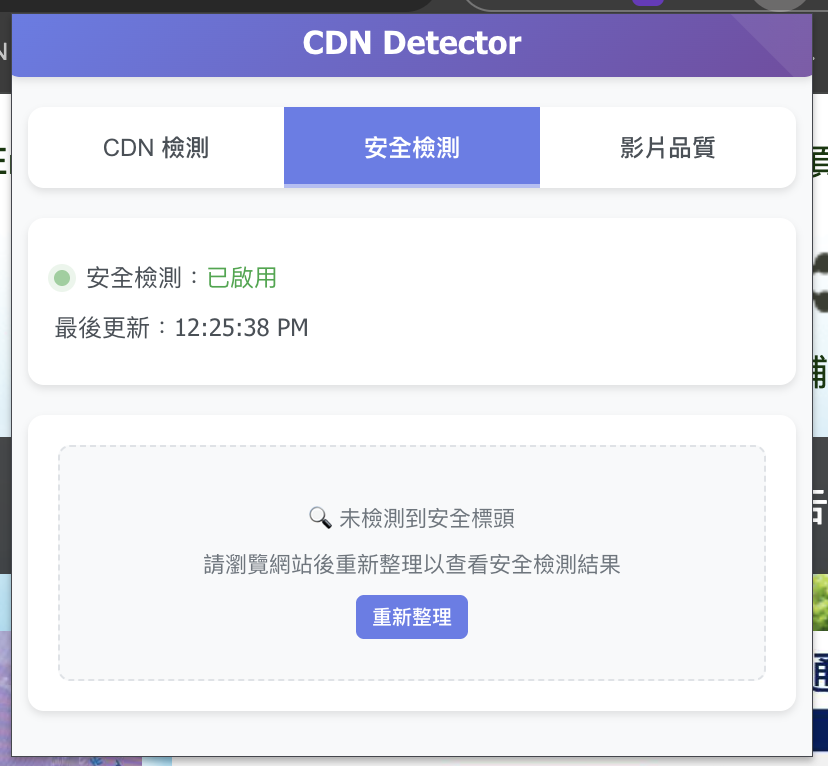 CDN Detector
CDN 檢測
安全檢測
影片品質
安全檢測：已啟用
最後更新：12:25:38 PM
🔍 未檢測到安全標頭
請瀏覽網站後重新整理以查看安全檢測結果
重新整理